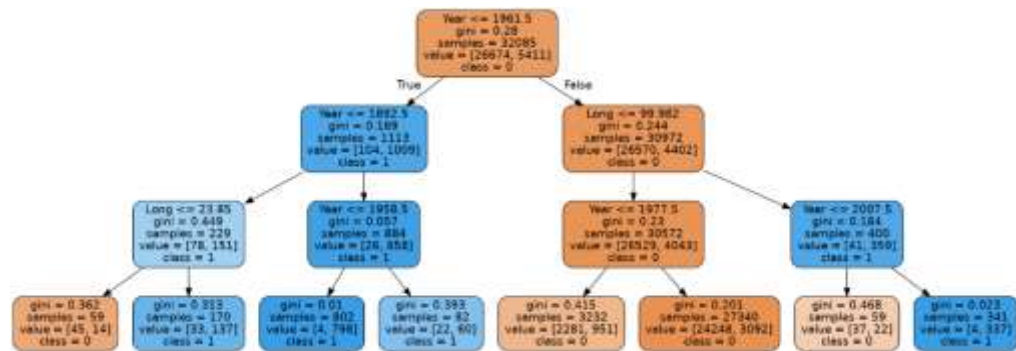 Year <= 1961.5
gini = 0.28
samples = 32085
value = [26674, 5411]
class = 0
True
False
Year <=
gini = 0.169
samples = 1113
value = [104, 1009]
class = 1
Long <= 99.982
gini = 0.244
samples = 30972
value = [26570, 4402]
class = 0
Long <= 23.85
gini = 0.449
samples = 229
value = [78, 151]
class = 1
Year <= 1958.5
gini = 0.057
samples = 884
value = [26, 858]
class = 1
Year <= 1977.5
gini = 0.23
samples = 30572
value = [26529, 4043]
class = 0
Year <= 2007.5
gini = 0.184
samples = 400
value = [41, 359]
class = 1
gini = 0.362
samples = 59
value = [45, 14]
class = 0
gini = 0.313
samples = 170
value = [33, 137]
class = 1
gini = 0.01
samples = 802
value = [4, 798]
class = 1
gini = 0.393
samples = 82
value = [22, 60]
class = 1
gini = 0.415
samples = 3232
value = [2281, 951]
class = 0
gini = 0.201
samples = 27340
value = [24248, 3092]
class = 0
gini = 0.468
samples = 59
value = [37, 22]
class = 0
gini = 0.023
samples = 341
value = [4, 337]
class = 1